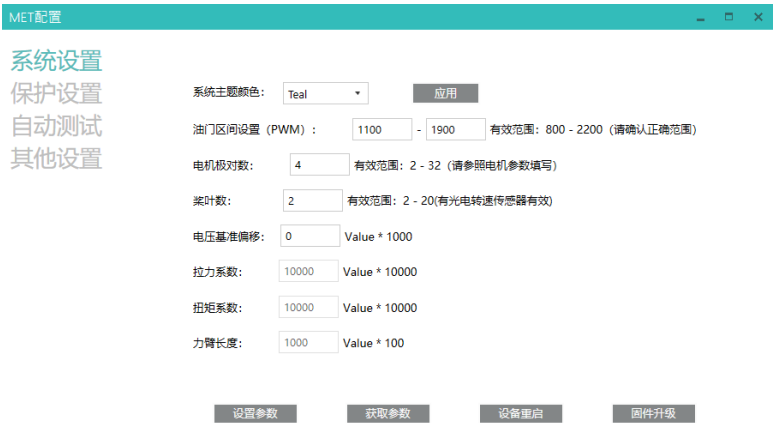 MET配置
系统设置
保护设置
自动测试
其他设置
系统主题颜色： Teal 应用
油门区间设置（PWM）： 1100 - 1900 有效范围：800 - 2200（请确认正确范围）
电机极对数： 4 有效范围：2 - 32（请参照电机参数填写）
桨叶数： 2 有效范围：2 - 20(有光电转速传感器有效)
电压基准偏移： 0 Value * 1000
拉力系数： 10000 Value * 10000
扭矩系数： 10000 Value * 10000
力臂长度： 1000 Value * 100
设置参数 获取参数 设备重启 固件升级